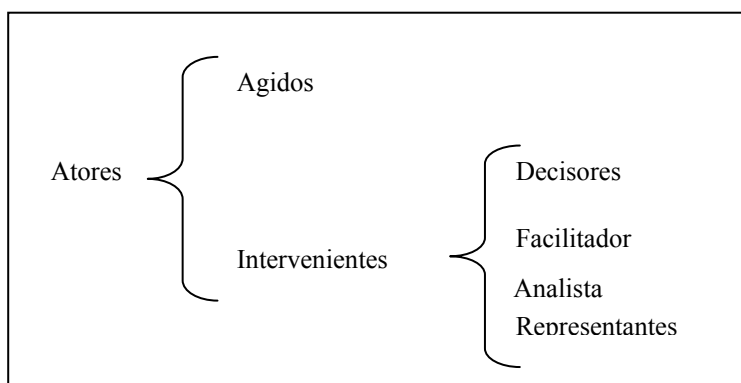 Agidos
Atores
Decisores
Facilitador
Intervenientes
Analista
Representantes